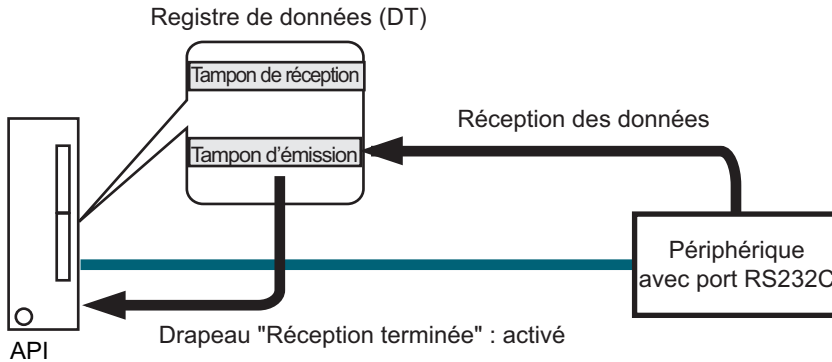 Registre de données (DT)
Tampon de réception
Réception des données
Tampon d'émission
Périphérique
avec port RS232C
Drapeau "Réception terminée" : activé
API